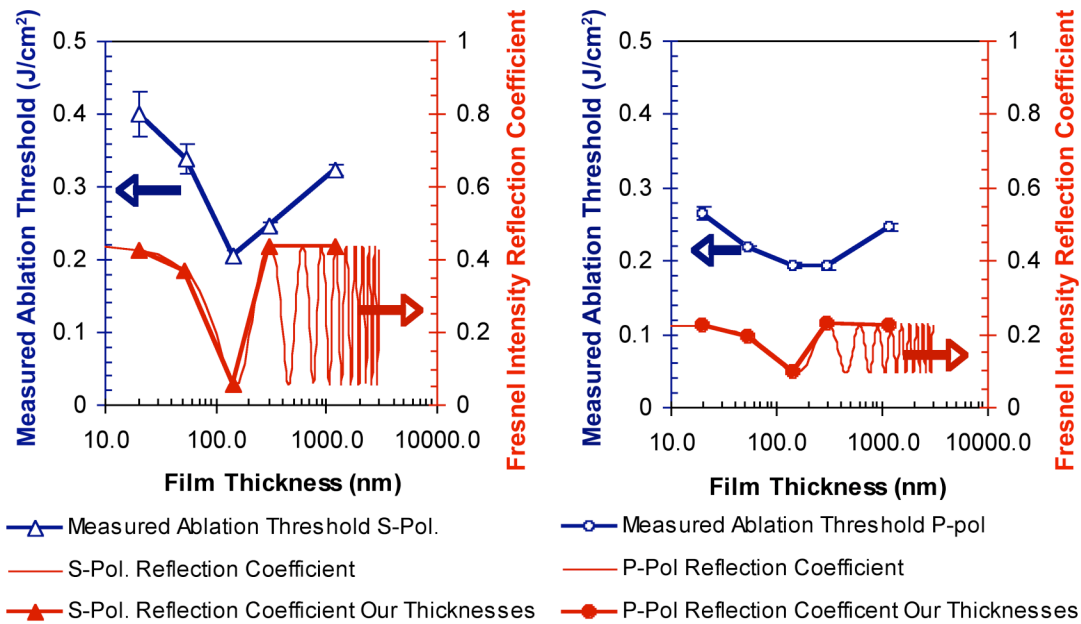 Measured Ablation Threshold (J/cm²)
0.5
0.4
0.3
0.2
0.1
0
10.0 100.0 1000.0 10000.0
Film Thickness (nm)
1
0.8
0.6
0.4
0.2
0
Fresnel Intensity Reflection Coefficient
Measured Ablation Threshold S-Pol.
S-Pol. Reflection Coefficient
S-Pol. Reflection Coefficient Our Thicknesses
Measured Ablation Threshold (J/cm²)
0.5
0.4
0.3
0.2
0.1
0
10.0 100.0 1000.0 10000.0
Film Thickness (nm)
1
0.8
0.6
0.4
0.2
0
Fresnel Intensity Reflection Coefficient
Measured Ablation Threshold P-pol
P-Pol Reflection Coefficient
P-Pol Reflection Coefficent Our Thicknesses